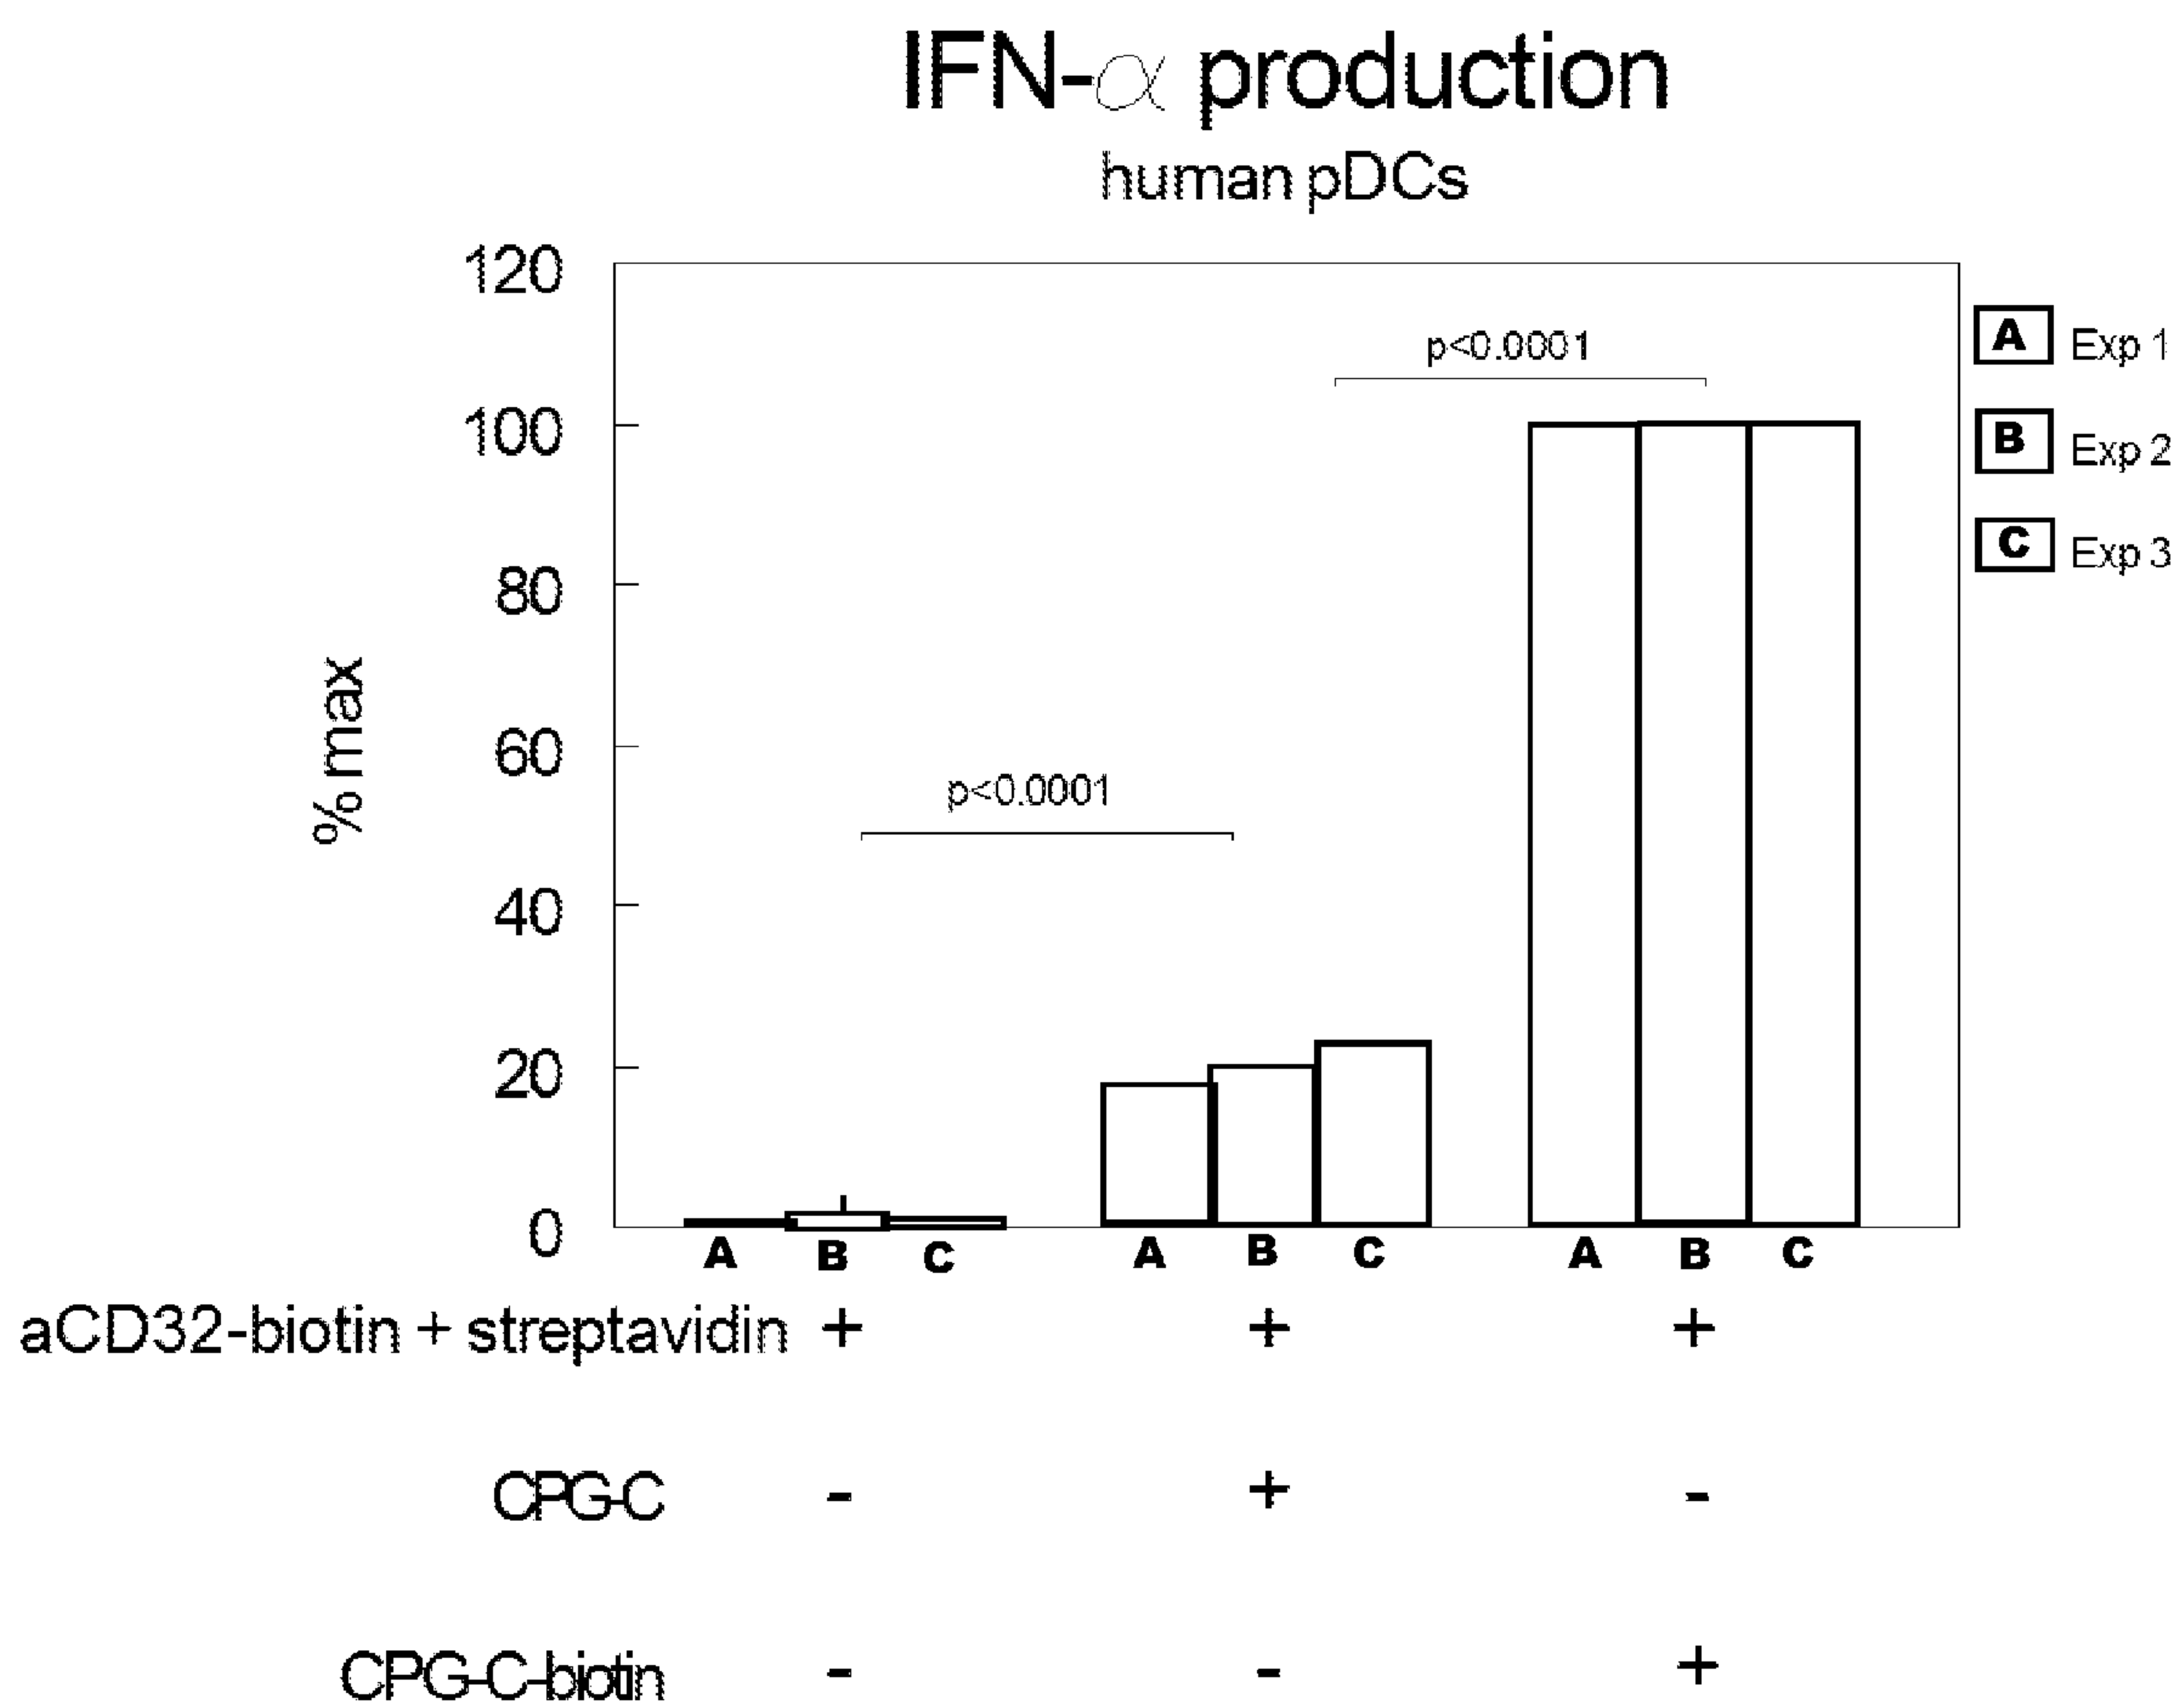 IFN-α production
human pDCs
120
100
80
60
40
20
0
% max
p<0.0001
p<0.0001
A Exp 1
B Exp 2
C Exp 3
A B C A B C A B C
aCD32-biotin + streptavidin + + +
CPG-C - + -
CPG-C-biotin - - +